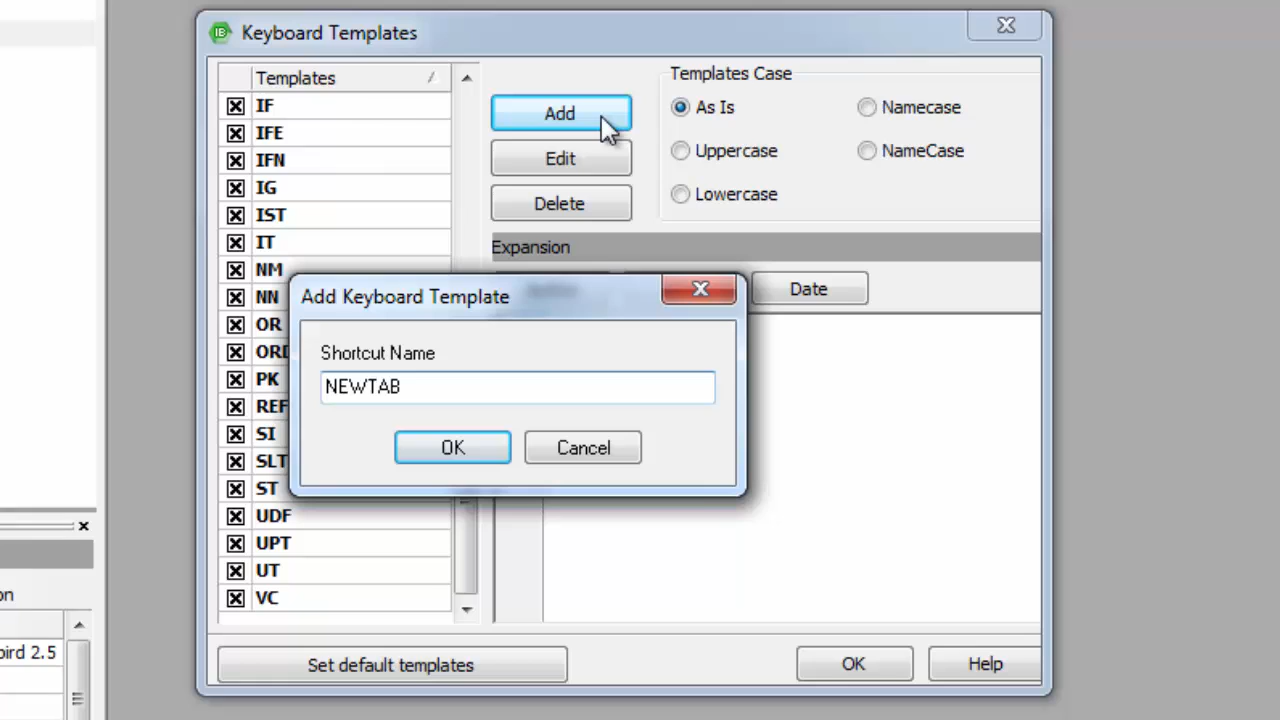 Keyboard Templates
Templates
IF
IFE
IFN
IG
IST
IT
NM
NN
OR
ORD
PK
REF
SI
SLT
ST
UDF
UPT
UT
VC
Add
Edit
Delete
Templates Case
As Is
Namecase
Uppercase
NameCase
Lowercase
Expansion
Date
Add Keyboard Template
Shortcut Name
NEWTAB
OK
Cancel
on
bird 2.5
Set default templates
OK
Help